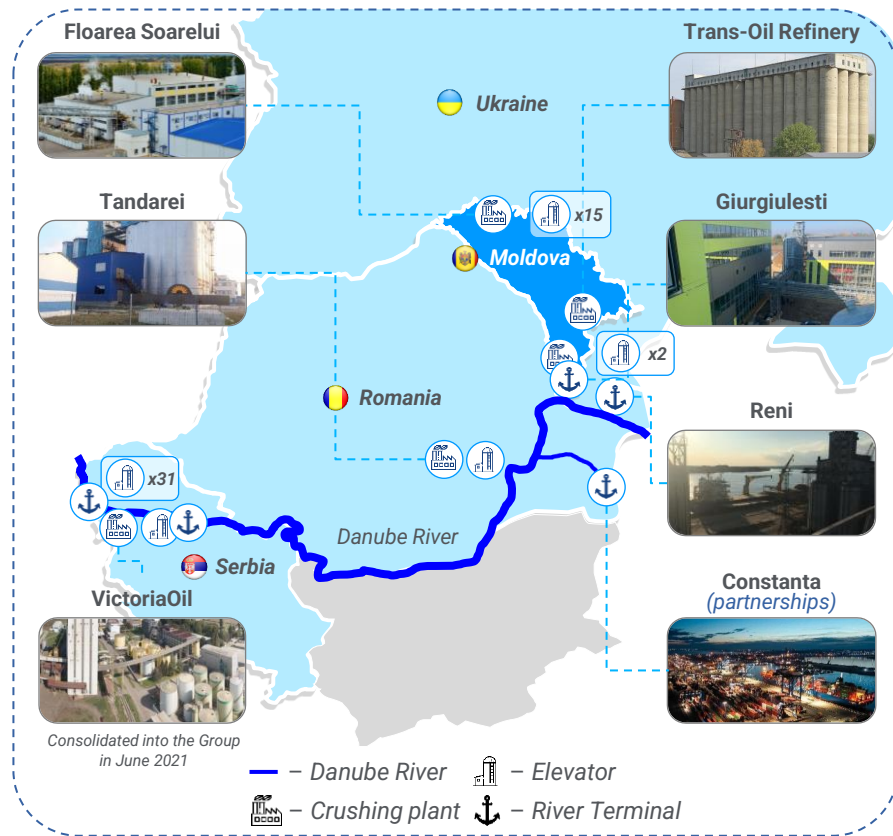 Floarea Soarelui
Trans-Oil Refinery
Ukraine
Tandarei
Giurgiulesti
x15
Moldova
x2
Romania
Reni
x31
Danube River
Serbia
VictoriaOil
Constanta
(partnerships)
Consolidated into the Group
in June 2021
– Danube River
– Elevator
– Crushing plant
– River Terminal